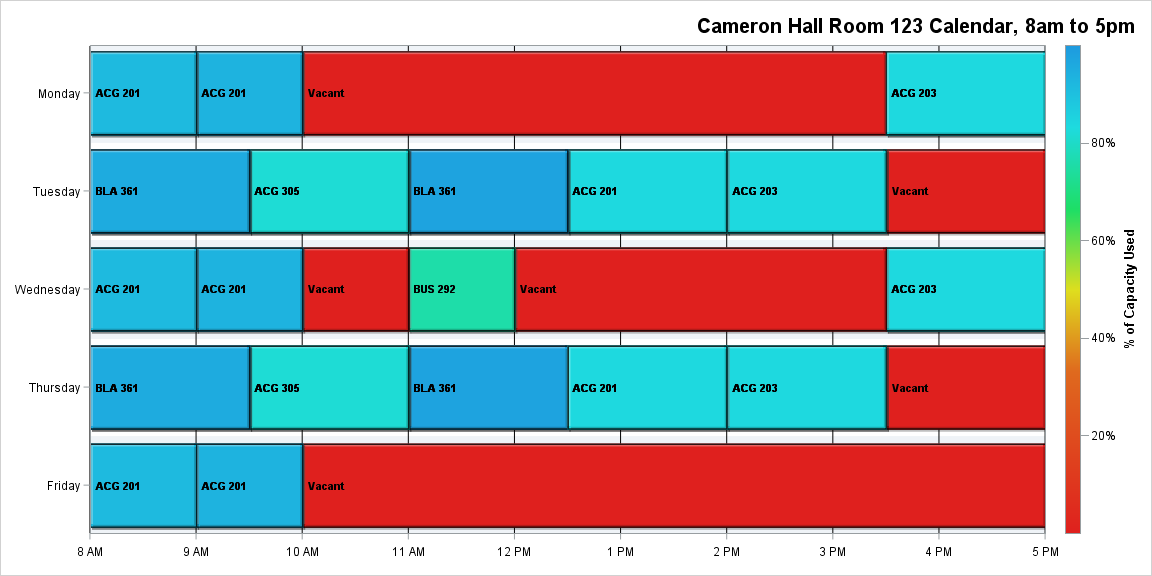 Cameron Hall Room 123 Calendar, 8am to 5pm
Monday
ACG 201
ACG 201
Vacant
ACG 203
Tuesday
BLA 361
ACG 305
BLA 361
ACG 201
ACG 203
Vacant
Wednesday
ACG 201
ACG 201
Vacant
BUS 292
Vacant
ACG 203
Thursday
BLA 361
ACG 305
BLA 361
ACG 201
ACG 203
Vacant
Friday
ACG 201
ACG 201
Vacant
8 AM
9 AM
10 AM
11 AM
12 PM
1 PM
2 PM
3 PM
4 PM
5 PM
80%
60%
40%
20%
% of Capacity Used